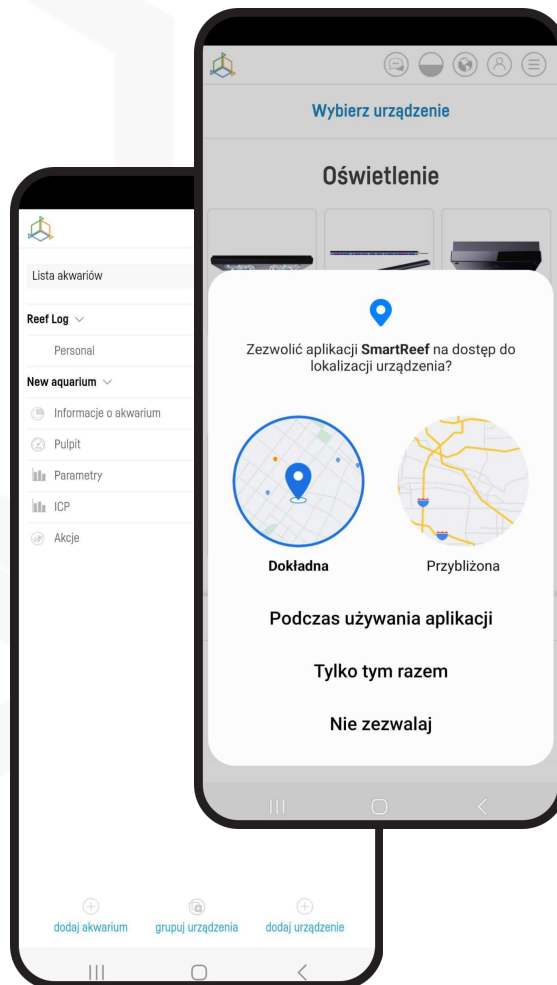 Lista akwariów
Reef Log
Personal
New aquarium
Informacje o akwarium
Pulpit
Parametry
ICP
Akcje
dodaj akwarium
grupuj urządzenia
dodaj urządzenie
Wybierz urządzenie
Oświetlenie
Zezwolić aplikacji SmartReef na dostęp do
lokalizacji urządzenia?
Dokładna
Przybliżona
Podczas używania aplikacji
Tylko tym razem
Nie zezwalaj